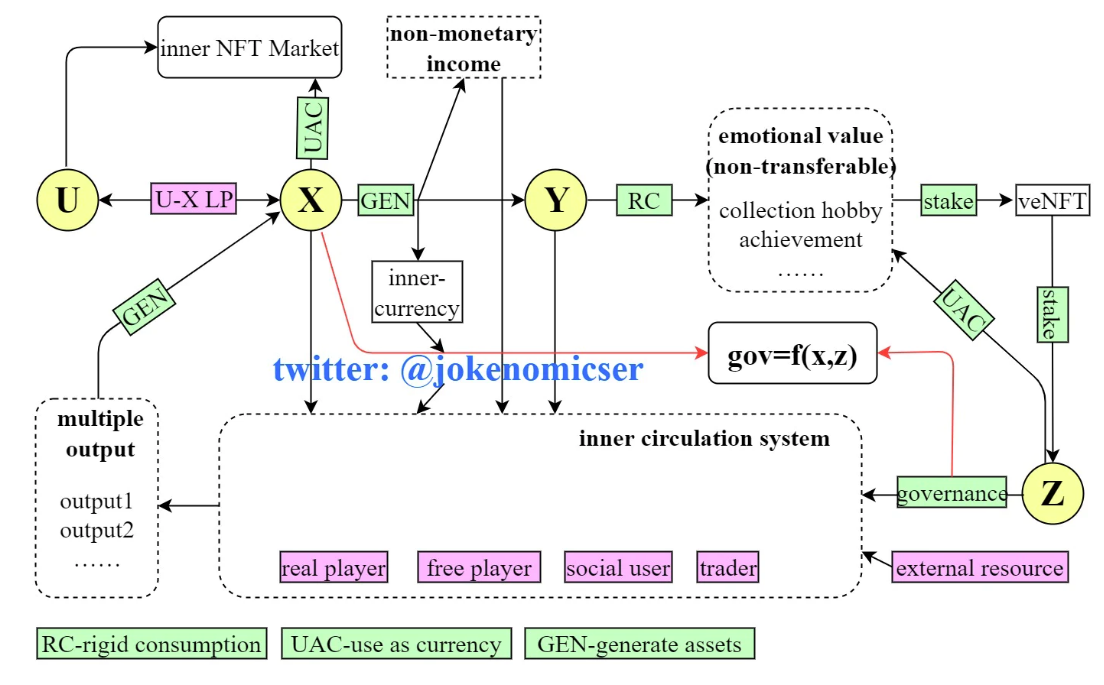 inner NFT Market
non-monetary
income
UAC
emotional value
(non-transferable)
collection hobby
achievement
......
U
U-X LP
X
GEN
Y
RC
stake
veNFT
GEN
inner-
currency
UAC
stake
gov=f(x,z)
twitter: @jokenomicser
multiple
output
output1
output2
......
inner circulation system
governance
Z
real player
free player
social user
trader
external resource
RC-rigid consumption
UAC-use as currency
GEN-generate assets